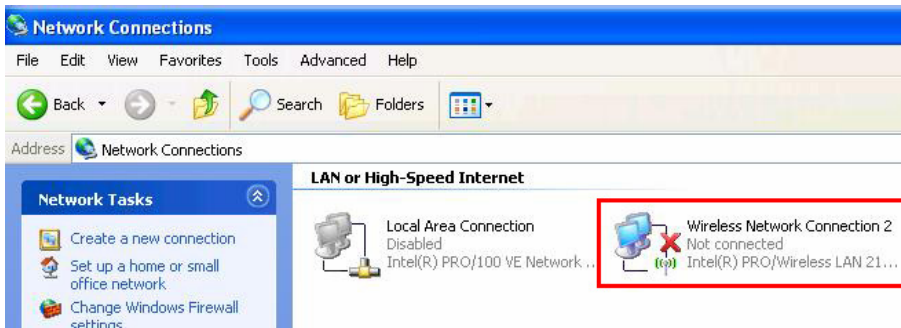 Network Connections
File Edit View Favorites Tools Advanced Help
Back Search Folders
Address Network Connections
LAN or High-Speed Internet
Network Tasks
Create a new connection
Set up a home or small
office network
Change Windows Firewall
settings
Local Area Connection
Disabled
Intel(R) PRO/100 VE Network ...
Wireless Network Connection 2
Not connected
Intel(R) PRO/Wireless LAN 21...